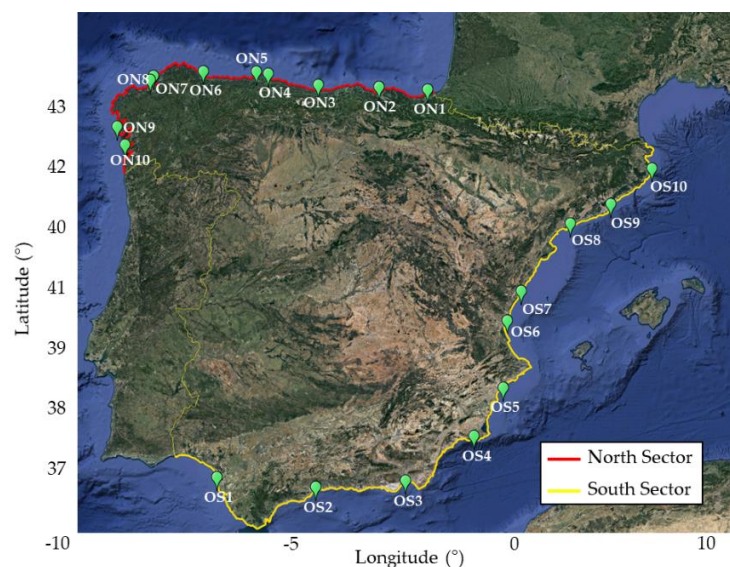 ON5
ON8
ON7
ON6
ON4
ON3
ON2
ON1
43
ON9
ON10
42
OS10
OS9
40
OS8
41
OS7
OS6
39
OS5
38
OS4
37
OS1
OS2
OS3
North Sector
South Sector
-10
-5
0
10
Longitude (°)
Latitude (°)